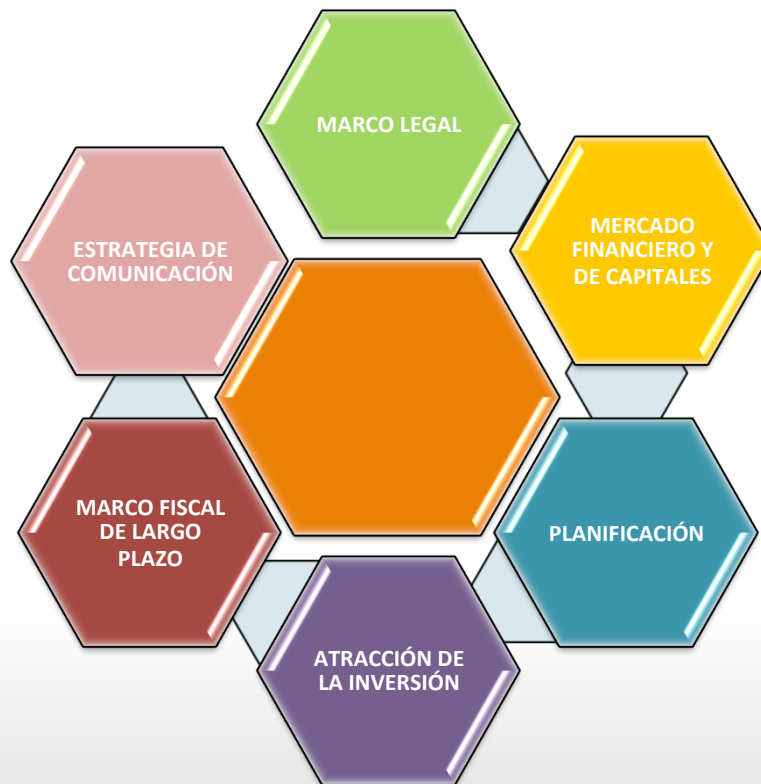 MARCO LEGAL
MERCADO
FINANCIERO Y
DE CAPITALES
PLANIFICACIÓN
ATRACCIÓN DE
LA INVERSIÓN
MARCO FISCAL
DE LARGO
PLAZO
ESTRATEGIA DE
COMUNICACIÓN